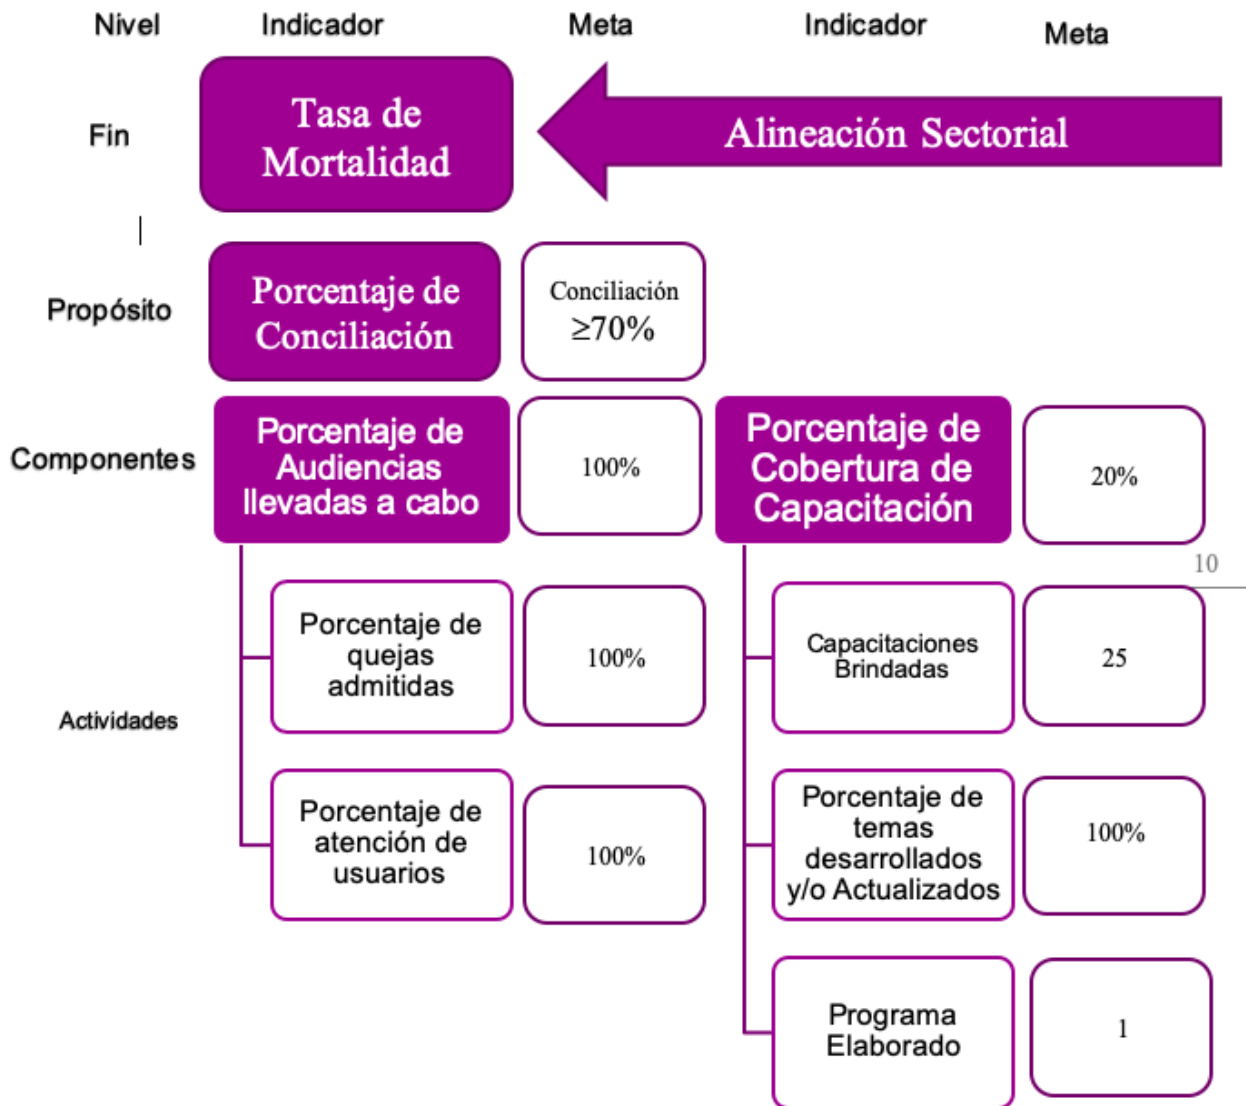 Nivel
Indicador
Meta
Indicador
Meta
Fin
Tasa de
Mortalidad
Alineación Sectorial
Propósito
Porcentaje de
Conciliación
Conciliación
≥70%
Componentes
Porcentaje de
Audiencias
llevadas a cabo
100%
Porcentaje de
Cobertura de
Capacitación
20%
10
Actividades
Porcentaje de
quejas
admitidas
100%
Capacitaciones
Brindadas
25
Porcentaje de
atención de
usuarios
100%
Porcentaje de
temas
desarrollados
y/o Actualizados
100%
Programa
Elaborado
1